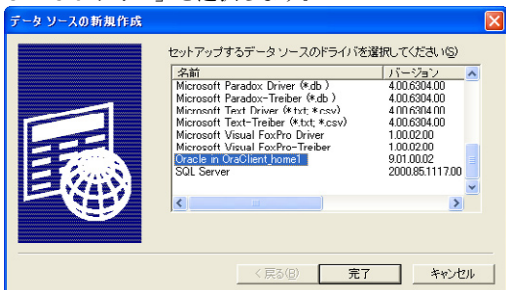 データ ソースの新規作成
セットアップするデータ ソースのドライバを選択してください(S)
名前 バージョン
Microsoft Paradox Driver (*.db ) 4.00.6304.00
Microsoft Paradox-Treiber (*.db ) 4.00.6304.00
Microsoft Text Driver (*.txt; *.csv) 4.00.6304.00
Microsoft Text-Treiber (*.txt; *.csv) 4.00.6304.00
Microsoft Visual FoxPro Driver 1.00.02.00
Microsoft Visual FoxPro-Treiber 1.00.02.00
Oracle in OraClient_home1 9.01.00.02
SQL Server 2000.85.1117.00
< 戻る(B) 完了 キャンセル